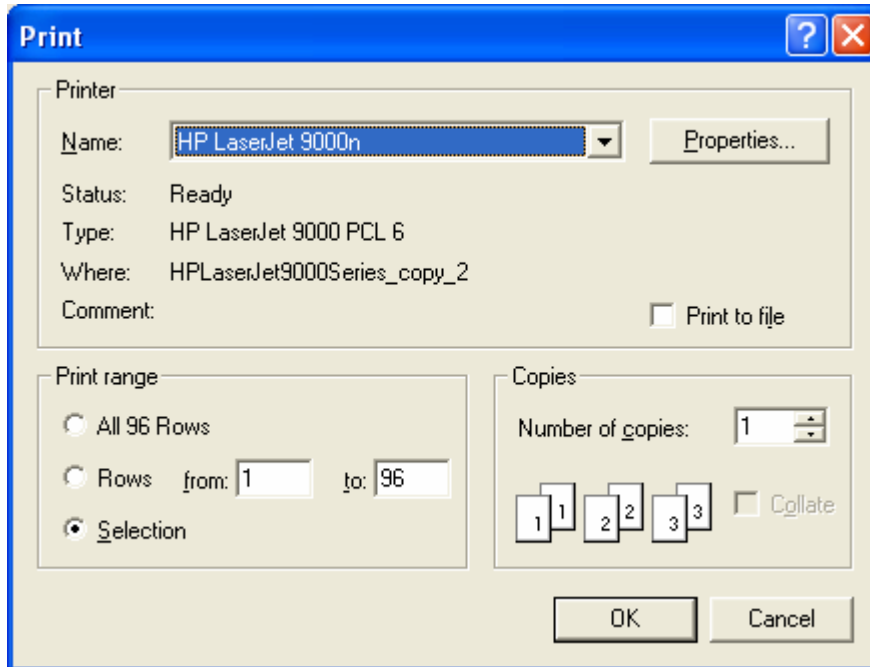 Print
Printer
Name: HP LaserJet 9000n Properties...
Status: Ready
Type: HP LaserJet 9000 PCL 6
Where: HPLaserJet9000Series_copy_2
Comment: Print to file
Print range
All 96 Rows
Rows from: 1 to: 96
Selection
Copies
Number of copies: 1
1 1 2 2 3 3 Collate
OK Cancel